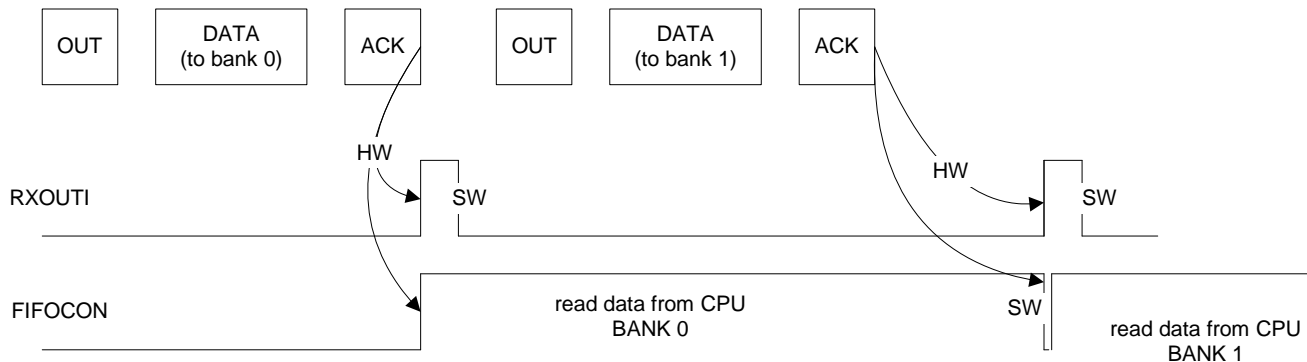 OUT
DATA
(to bank 0)
ACK
OUT
DATA
(to bank 1)
ACK
HW
HW
RXOUTI
SW
SW
FIFOCON
read data from CPU
BANK 0
SW
read data from CPU
BANK 1